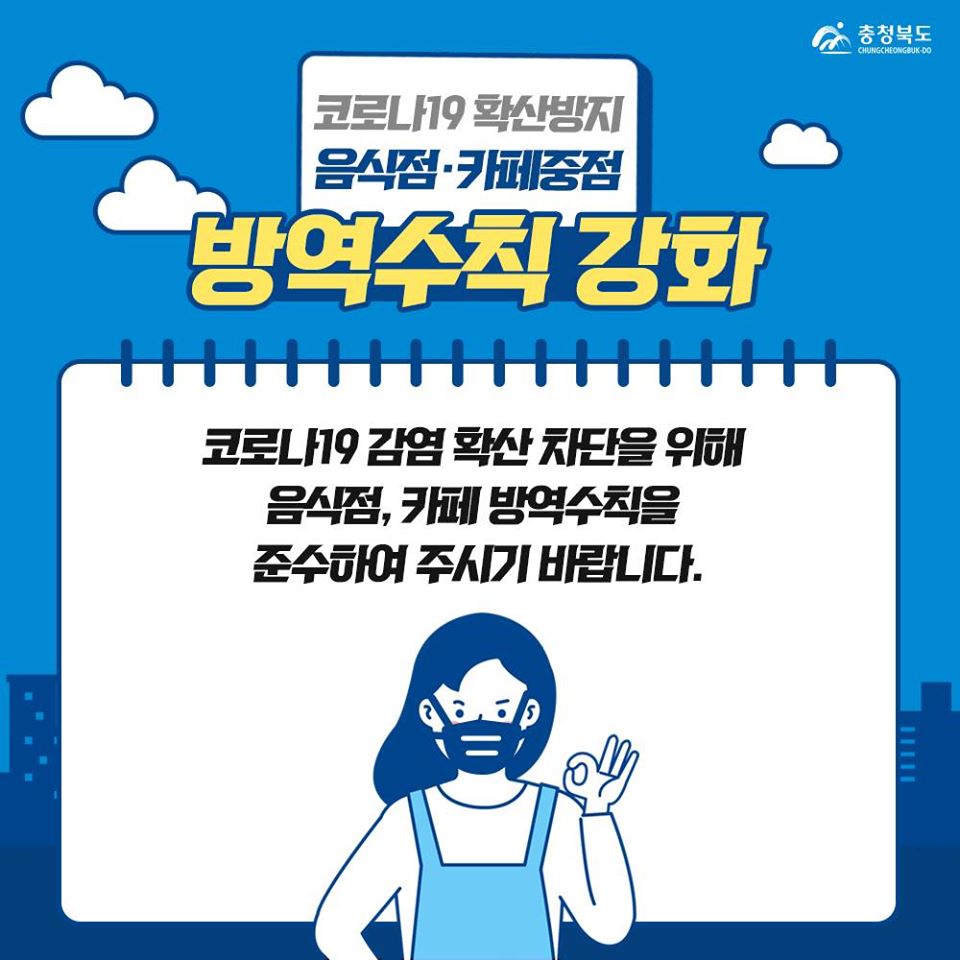 충청북도
CHUNGCHEONGBUK-DO
코로나19 확산방지
음식점·카페중점
방역수칙 강화
코로나19 감염 확산 차단을 위해
음식점, 카페 방역수칙을
준수하여 주시기 바랍니다.